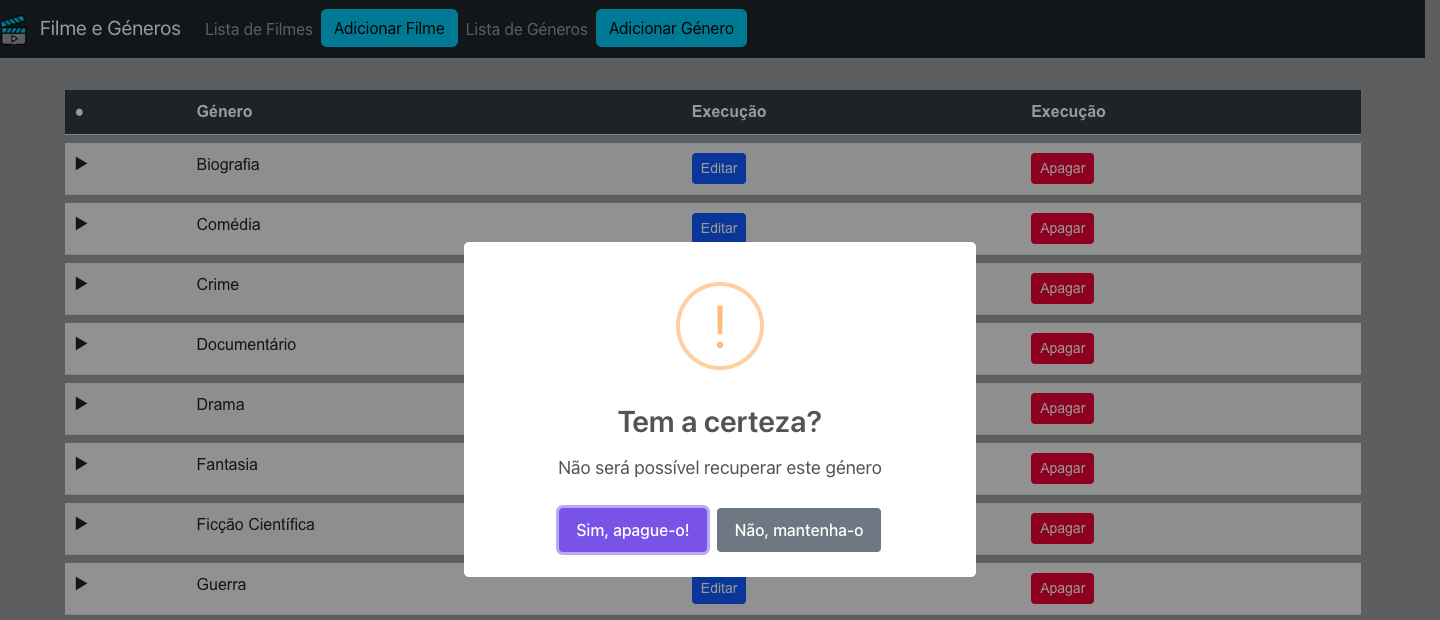 Filme e Géneros Lista de Filmes Adicionar Filme Lista de Géneros Adicionar Género
● Género Execução Execução
Biografia Editar Apagar
Comédia Editar Apagar
Crime Apagar
Documentário Apagar
Drama Apagar
Fantasia Apagar
Ficção Científica Apagar
Guerra Editar Apagar
!
Tem a certeza?
Não será possível recuperar este género
Sim, apague-o! Não, mantenha-o